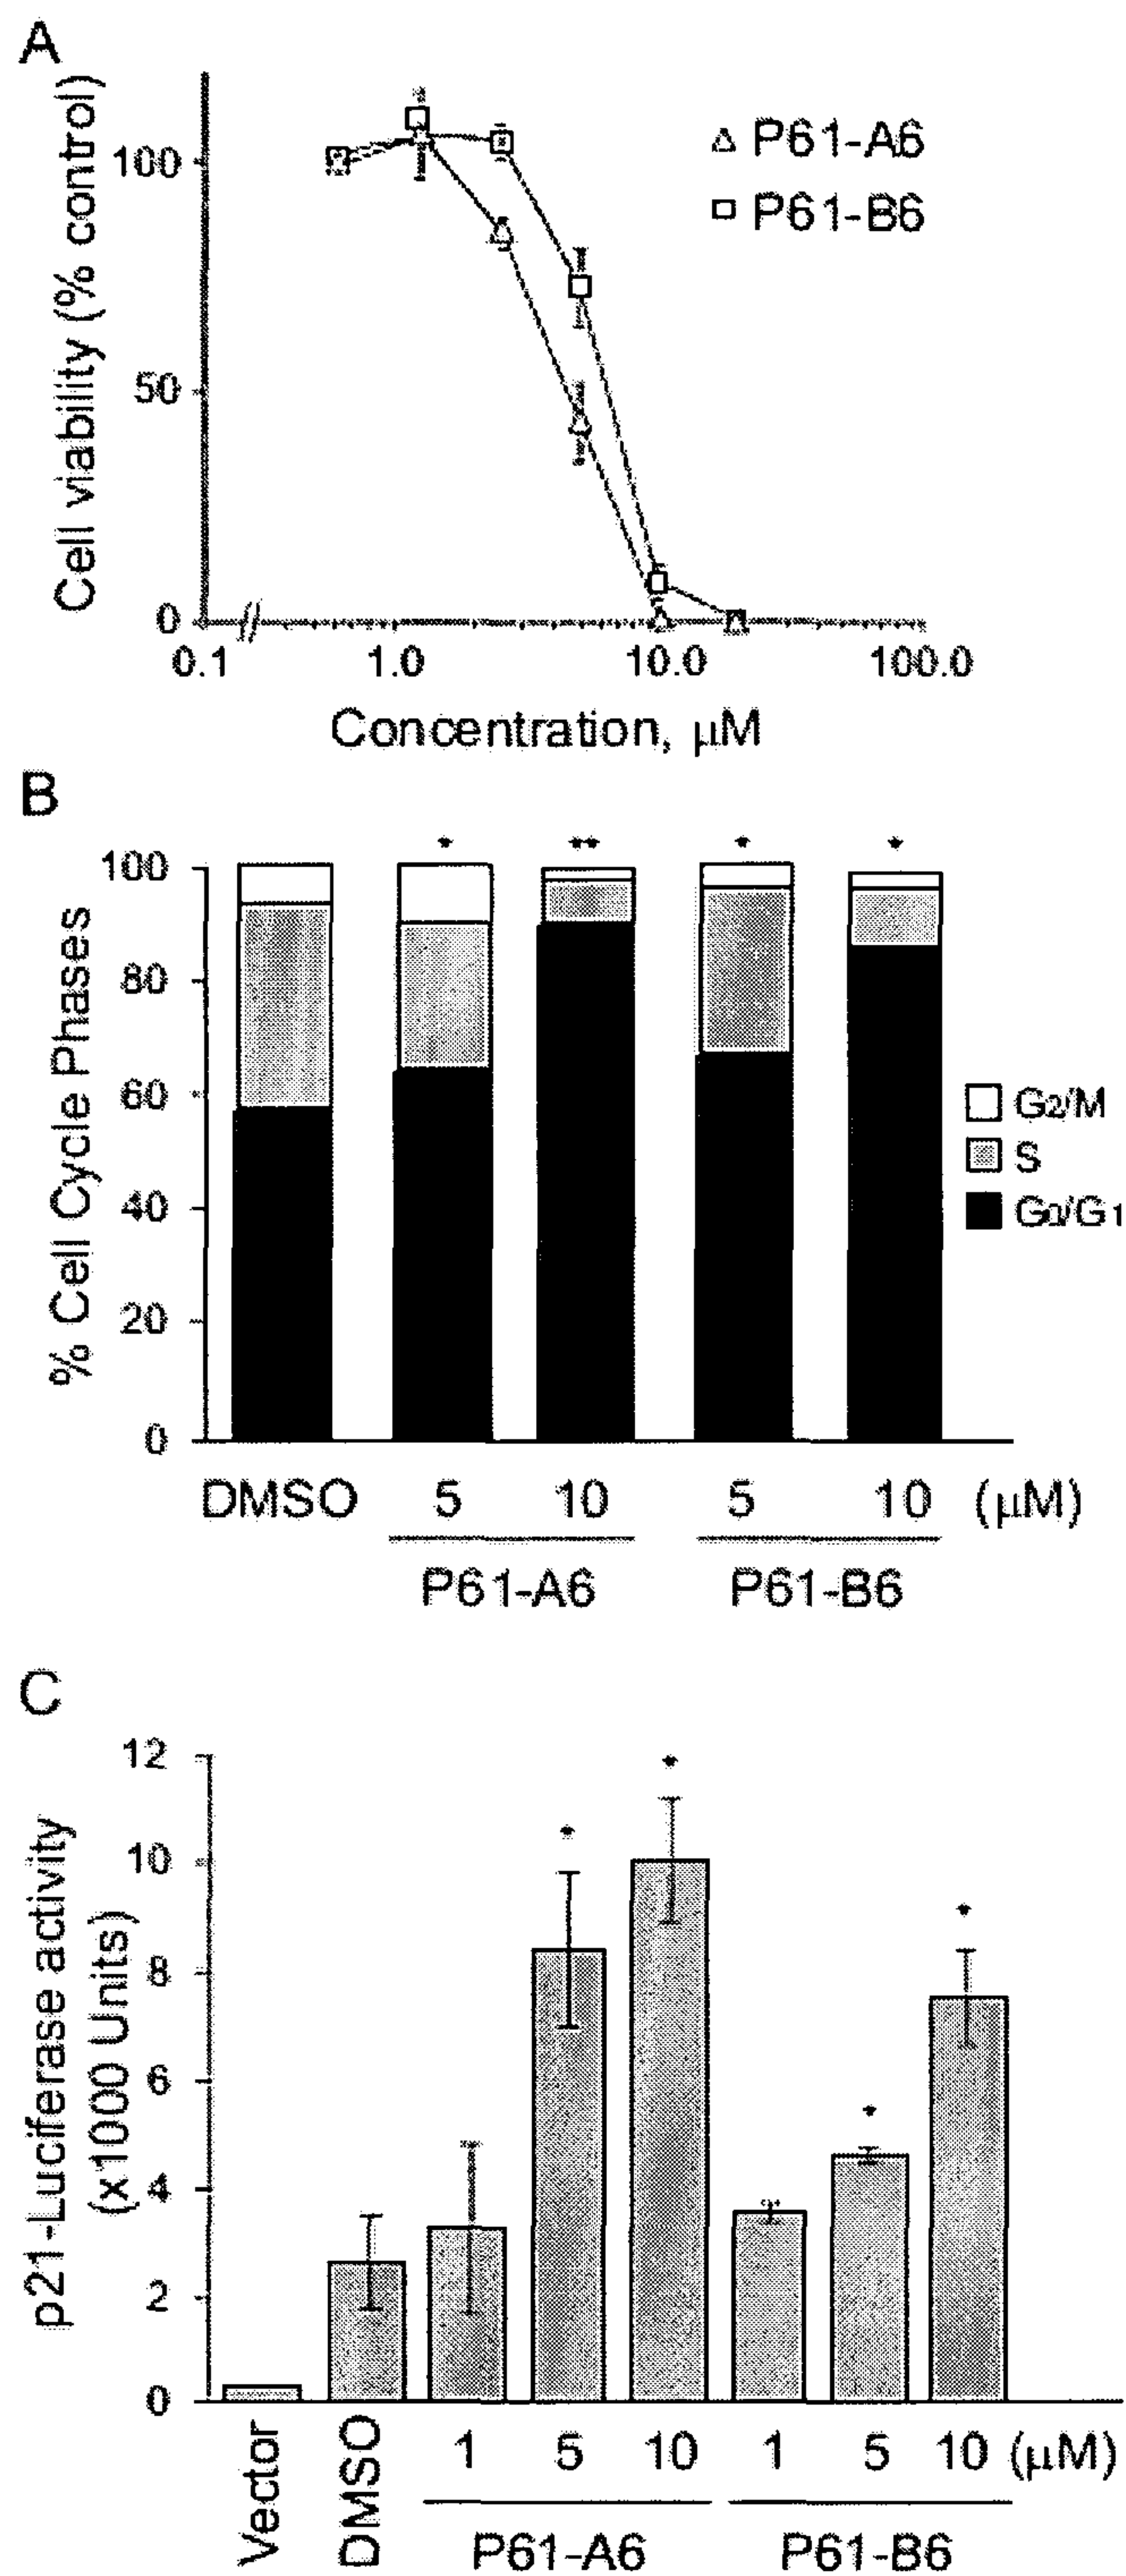 A
Cell viability (% control)
100
50
0
△ P61-A6
□ P61-B6
0.1 1.0 10.0 100.0
Concentration, μM
B
% Cell Cycle Phases
100
80
60
40
20
0
* ** * *
G2/M
S
G0/G1
DMSO 5 10 5 10 (μM)
P61-A6 P61-B6
C
p21-Luciferase activity
(x1000 Units)
12
10
8
6
4
2
0
* * * *
Vector DMSO 1 5 10 1 5 10 (μM)
P61-A6 P61-B6